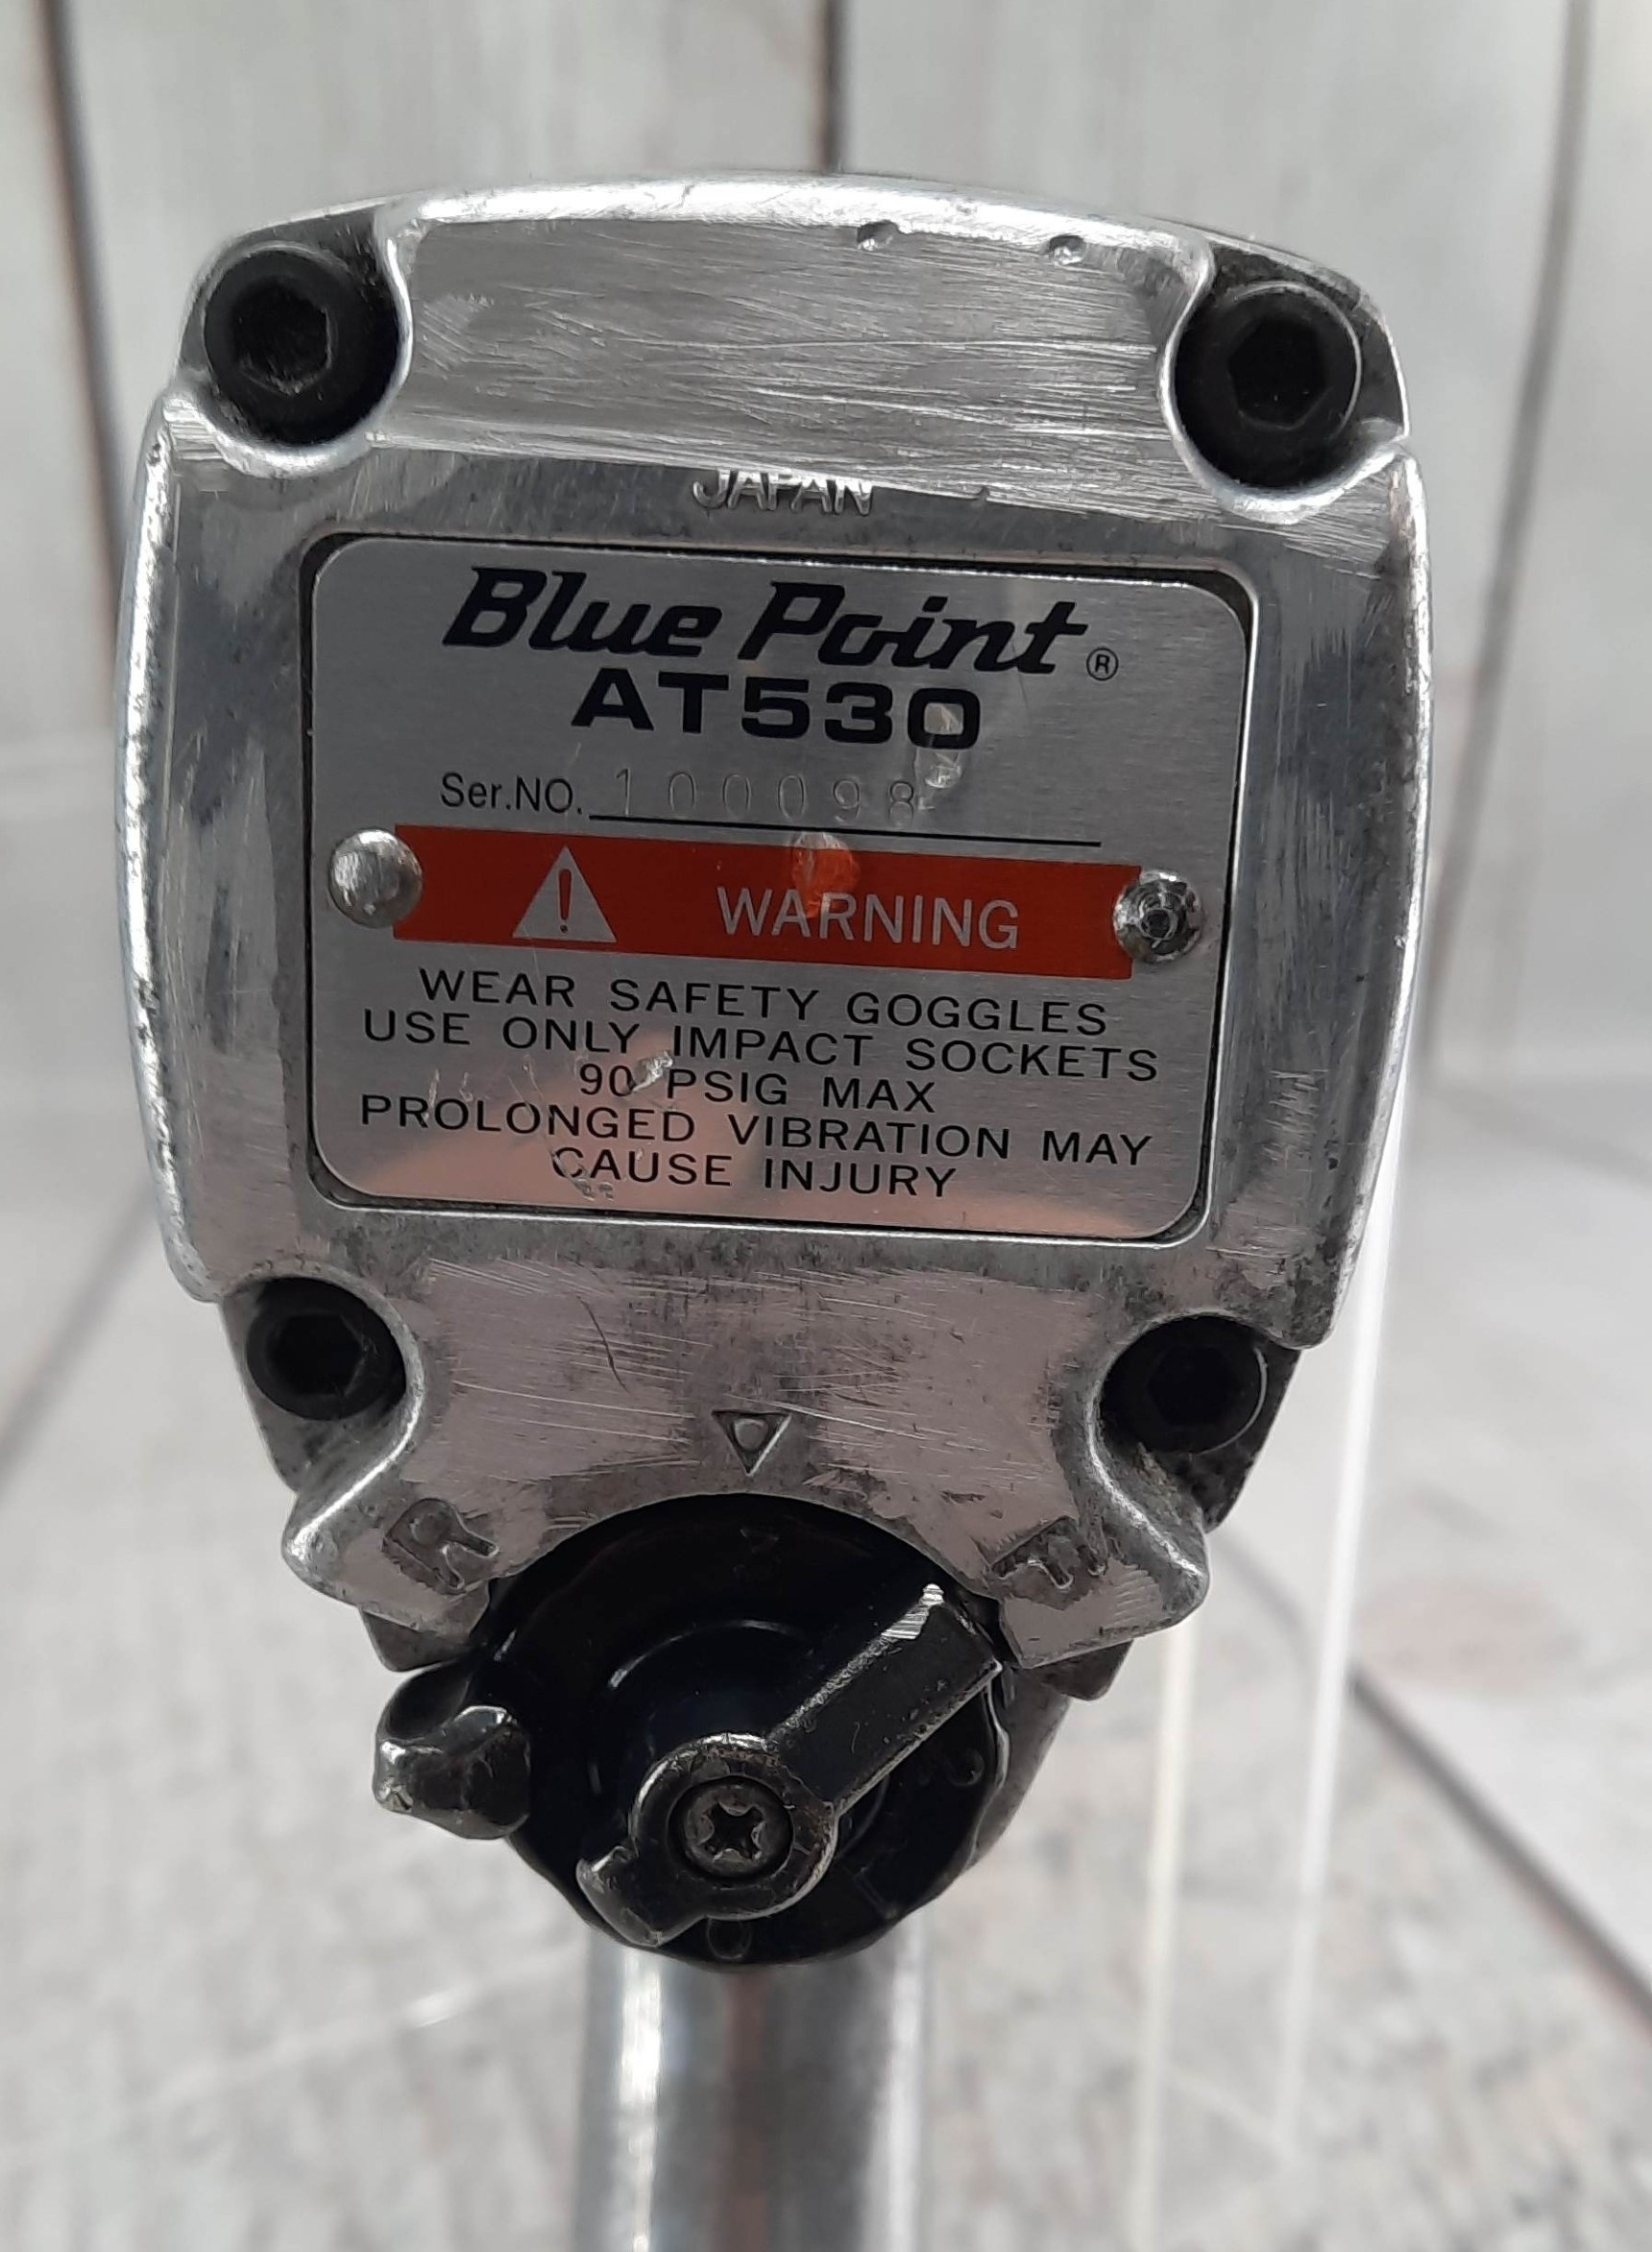 JAPAN
Blue Point®
AT530
Ser.NO. 100098
WARNING
WEAR SAFETY GOGGLES
USE ONLY IMPACT SOCKETS
90 PSIG MAX
PROLONGED VIBRATION MAY
CAUSE INJURY
R F